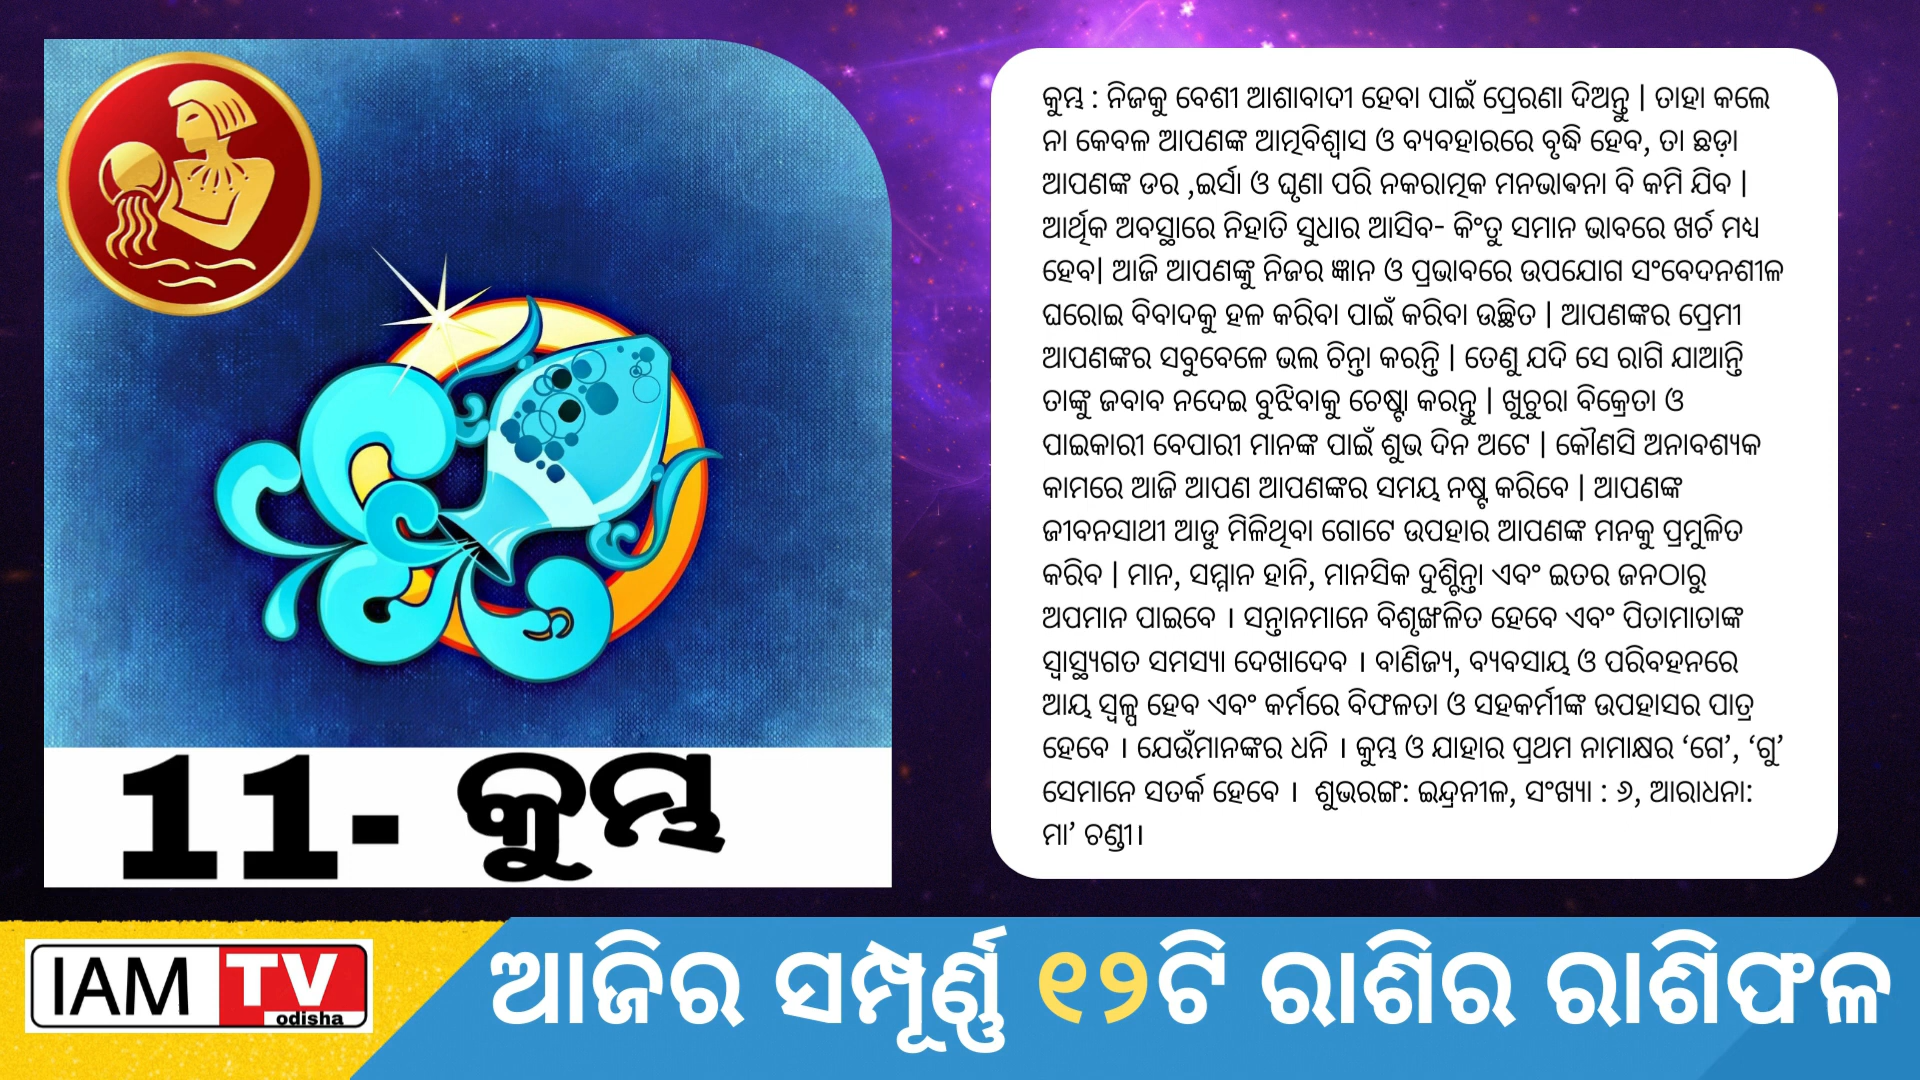 11- କୁମ୍ଭ
କୁମ୍ଭ : ନିଜକୁ ବେଶୀ ଆଶାବାଦୀ ହେବା ପାଇଁ ପ୍ରେରଣା ଦିଅନ୍ତୁ | ତାହା କଲେ
ନା କେବଳ ଆପଣଙ୍କ ଆତ୍ମବିଶ୍ୱାସ ଓ ବ୍ୟବହାରରେ ବୃଦ୍ଧି ହେବ, ତା ଛଡ଼ା
ଆପଣଙ୍କ ଡର ,ଇର୍ସା ଓ ଘୃଣା ପରି ନକରାତ୍ମକ ମନଭାବନା ବି କମି ଯିବ |
ଆର୍ଥିକ ଅବସ୍ଥାରେ ନିହାତି ସୁଧାର ଆସିବ- କିଂତୁ ସମାନ ଭାବରେ ଖର୍ଚ ମଧ
ହେବ| ଆଜି ଆପଣଙ୍କୁ ନିଜର ଜ୍ଞାନ ଓ ପ୍ରଭାବରେ ଉପଯୋଗ ସଂବେଦନଶୀଳ
ଘରୋଇ ବିବାଦକୁ ହଳ କରିବା ପାଇଁ କରିବା ଉଚ୍ଛିତ | ଆପଣଙ୍କର ପ୍ରେମୀ
ଆପଣଙ୍କର ସବୁବେଳେ ଭଲ ଚିନ୍ତା କରନ୍ତି | ତେଣୁ ଯଦି ସେ ରାଗି ଯାଆନ୍ତି
ତାଙ୍କୁ ଜବାବ ନଦେଇ ବୁଝିବାକୁ ଚେଷ୍ଟା କରନ୍ତୁ | ଖୁଚୁରା ବିକ୍ରେତା ଓ
ପାଇକାରୀ ବେପାରୀ ମାନଙ୍କ ପାଇଁ ଶୁଭ ଦିନ ଅଟେ | କୌଣସି ଅନାବଶ୍ୟକ
କାମରେ ଆଜି ଆପଣ ଆପଣଙ୍କର ସମୟ ନଷ୍ଟ କରିବେ | ଆପଣଙ୍କ
ଜୀବନସାଥୀ ଆଡୁ ମିଳିଥିବା ଗୋଟେ ଉପହାର ଆପଣଙ୍କ ମନକୁ ପ୍ରମୁଳିତ
କରିବ | ମାନ, ସମ୍ମାନ ହାନି, ମାନସିକ ଦୁଶ୍ଚିନ୍ତା ଏବଂ ଇତର ଜନଠାରୁ
ଅପମାନ ପାଇବେ । ସନ୍ତାନମାନେ ବିଶୃଙ୍ଖଳିତ ହେବେ ଏବଂ ପିତାମାତାଙ୍କ
ସ୍ୱାସ୍ଥ୍ୟଗତ ସମସ୍ୟା ଦେଖାଦେବ । ବାଣିଜ୍ୟ, ବ୍ୟବସାୟ ଓ ପରିବହନରେ
ଆୟ ସ୍ୱଳ୍ପ ହେବ ଏବଂ କର୍ମରେ ବିଫଳତା ଓ ସହକର୍ମୀଙ୍କ ଉପହାସର ପାତ୍ର
ହେବେ । ଯେଉଁମାନଙ୍କର ଧନି । କୁମ୍ଭ ଓ ଯାହାର ପ୍ରଥମ ନାମାକ୍ଷର ‘ଗେ’, ‘ଗୁ’
ସେମାନେ ସତର୍କ ହେବେ । ଶୁଭରଙ୍ଗ: ଇନ୍ଦ୍ରନୀଳ, ସଂଖ୍ୟା : ୬, ଆରାଧନା:
ମା’ ଚଣ୍ଡୀ।
IAM TV
odisha
ଆଜିର ସମ୍ପୂର୍ଣ୍ଣ ୧୨ଟି ରାଶିର ରାଶିଫଳ